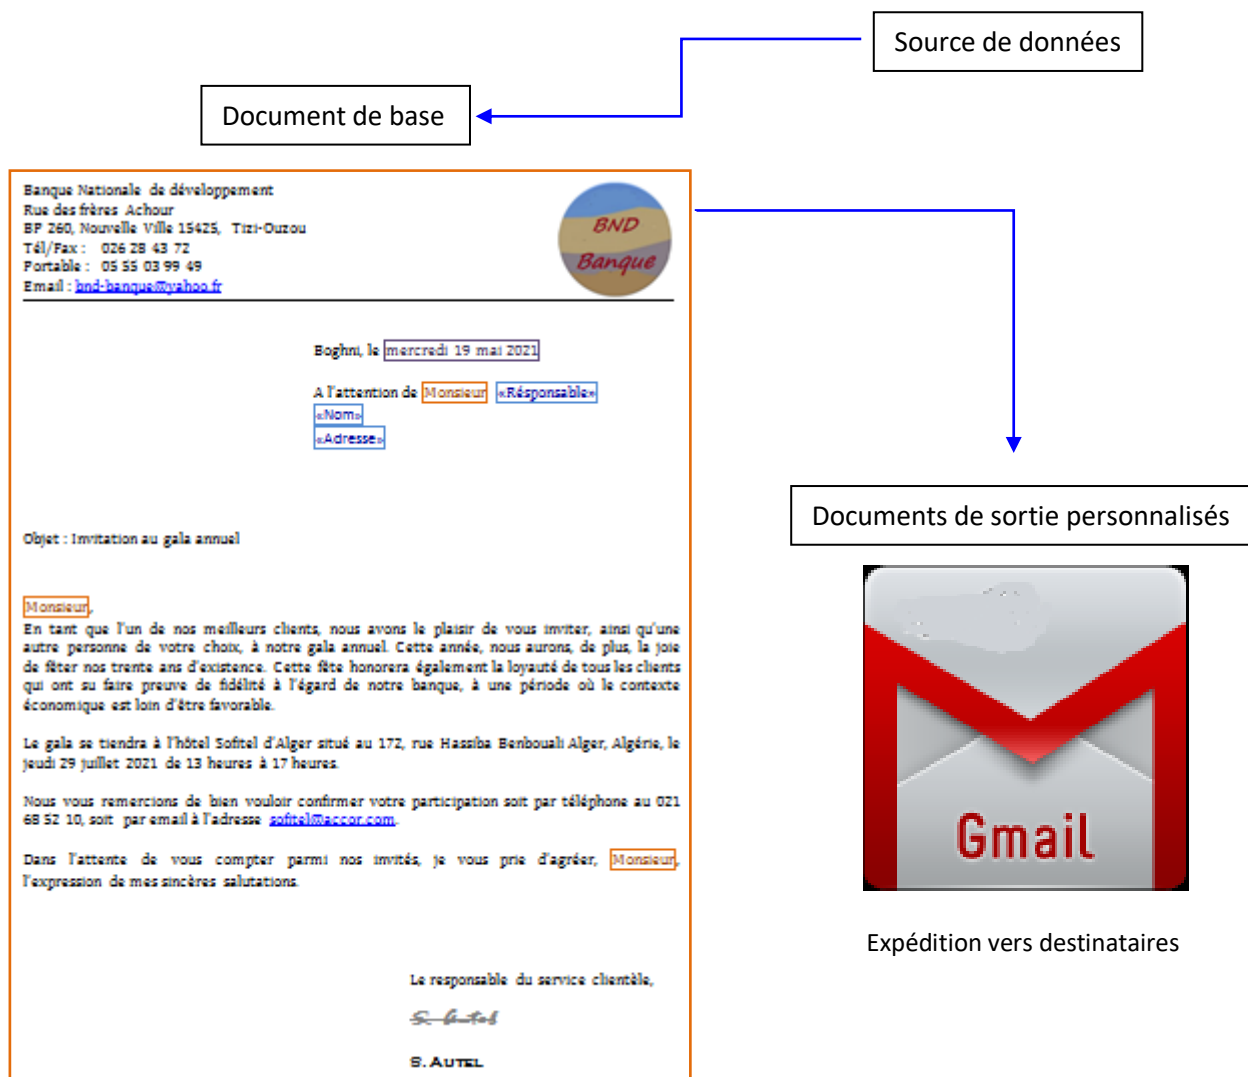 Source de données
Document de base
Banque Nationale de développement
Rue des frères Achour
BP 260, Nouvelle Ville 15425, Tizi-Ouzou
Tél/Fax : 026 28 43 72
Portable : 05 55 03 99 49
Email : bnd-banque@yahoo.fr
BND
Banque
Boghni, le mercredi 19 mai 2021
A l'attention de Monsieur «Résponsable»
«Nom»
«Adresse»
Documents de sortie personnalisés
Objet : Invitation au gala annuel
Monsieur,
En tant que l'un de nos meilleurs clients, nous avons le plaisir de vous inviter, ainsi qu'une
autre personne de votre choix, à notre gala annuel. Cette année, nous aurons, de plus, la joie
de fêter nos trente ans d'existence. Cette fête honorera également la loyauté de tous les clients
qui ont su faire preuve de fidélité à l'égard de notre banque, à une période où le contexte
économique est loin d'être favorable.
Le gala se tiendra à l'hôtel Sofitel d'Alger situé au 172, rue Hassiba Benbouali Alger, Algérie, le
jeudi 29 juillet 2021 de 13 heures à 17 heures.
Nous vous remercions de bien vouloir confirmer votre participation soit par téléphone au 021
68 52 10, soit par email à l'adresse sofitel@accor.com.
Dans l'attente de vous compter parmi nos invités, je vous prie d'agréer, Monsieur,
l'expression de mes sincères salutations.
Gmail
Expédition vers destinataires
Le responsable du service clientèle,
S. Autel
S. AUTEL